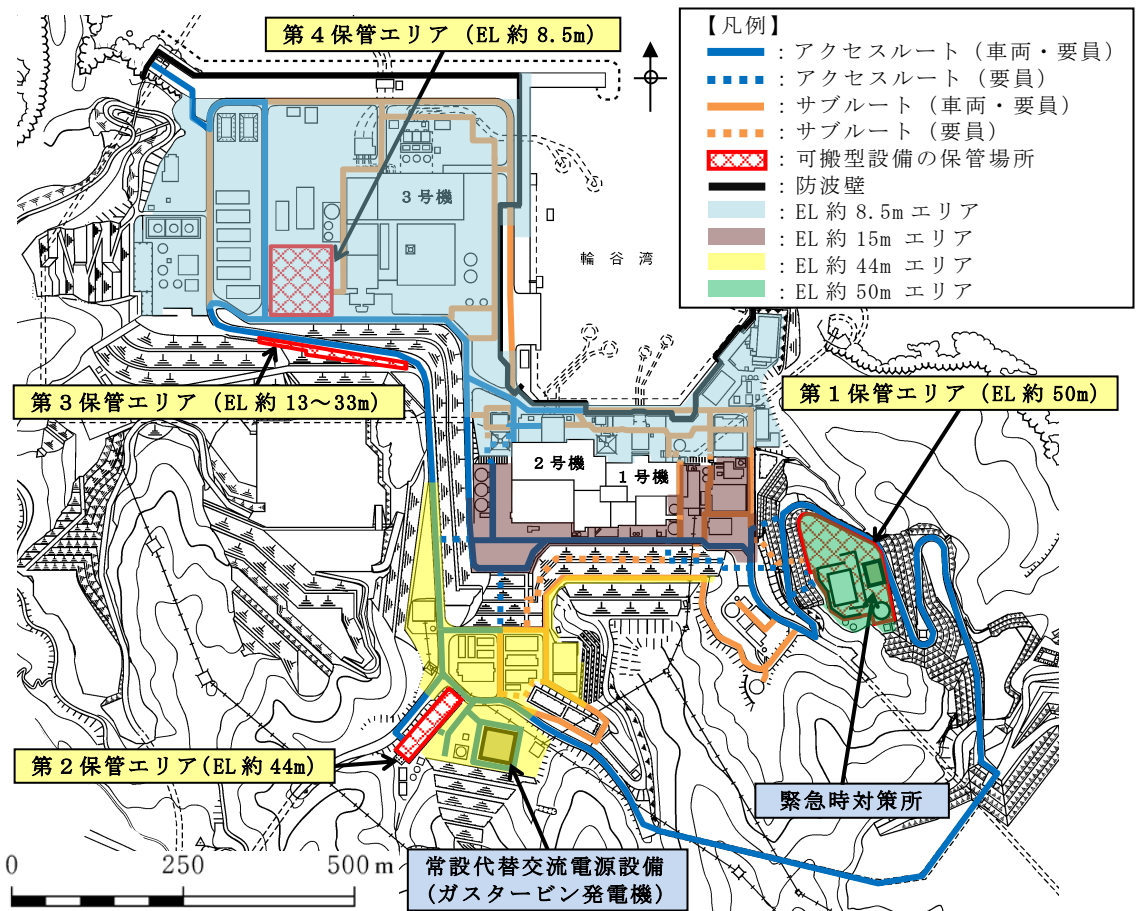 第４保管エリア（EL 約 8.5m）
【凡例】
：アクセスルート（車両・要員）
：アクセスルート（要員）
：サブルート（車両・要員）
：サブルート（要員）
：可搬型設備の保管場所
：防波壁
：EL 約 8.5m エリア
：EL 約 15m エリア
：EL 約 44m エリア
：EL 約 50m エリア
３号機
輪谷湾
第３保管エリア（EL 約 13～33m）
第１保管エリア（EL 約 50m）
２号機
１号機
第２保管エリア(EL 約 44m)
緊急時対策所
常設代替交流電源設備
(ガスタービン発電機)
0 250 500 m